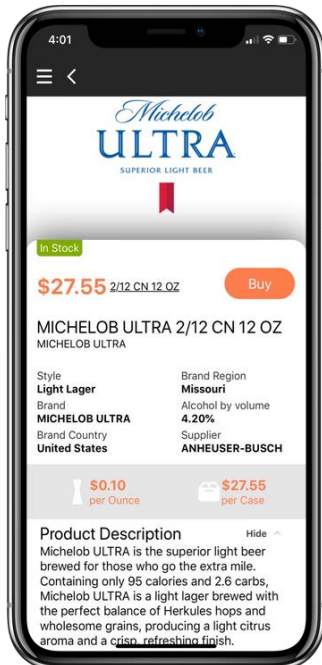 4:01
Michelob
ULTRA
SUPERIOR LIGHT BEER
In Stock
$27.55 2/12 CN 12 OZ
Buy
MICHELOB ULTRA 2/12 CN 12 OZ
MICHELOB ULTRA
Style
Light Lager
Brand Region
Missouri
Brand
MICHELOB ULTRA
Alcohol by volume
4.20%
Brand Country
United States
Supplier
ANHEUSER-BUSCH
$0.10
per Ounce
$27.55
per Case
Product Description
Hide
Michelob ULTRA is the superior light beer
brewed for those who go the extra mile.
Containing only 95 calories and 2.6 carbs,
Michelob ULTRA is a light lager brewed with
the perfect balance of Herkules hops and
wholesome grains, producing a light citrus
aroma and a crisp, refreshing finish.